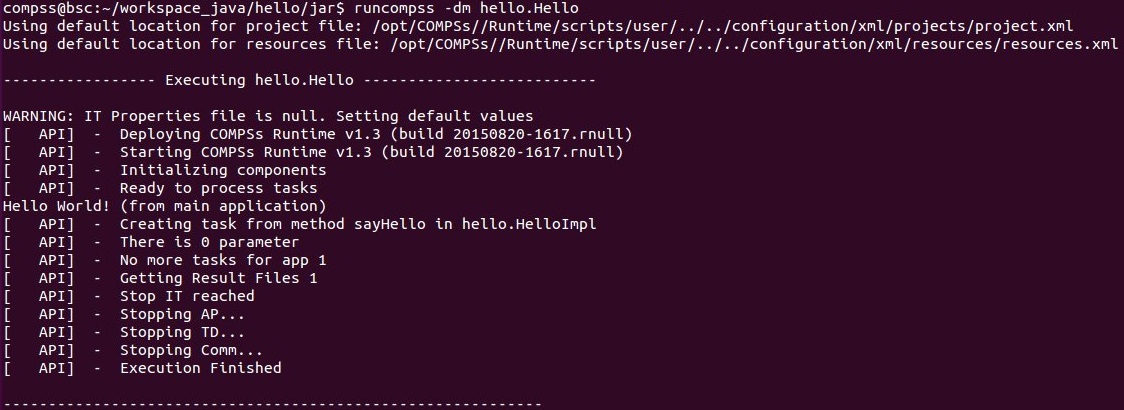 compss@bsc:~/workspace_java/hello/jar$ runcompss -dm hello.Hello
Using default location for project file: /opt/COMPSs//Runtime/scripts/user/../../configuration/xml/projects/project.xml
Using default location for resources file: /opt/COMPSs//Runtime/scripts/user/../../configuration/xml/resources/resources.xml
----------------- Executing hello.Hello --------------------------
WARNING: IT Properties file is null. Setting default values
[   API]  -  Deploying COMPSs Runtime v1.3 (build 20150820-1617.rnull)
[   API]  -  Starting COMPSs Runtime v1.3 (build 20150820-1617.rnull)
[   API]  -  Initializing components
[   API]  -  Ready to process tasks
Hello World! (from main application)
[   API]  -  Creating task from method sayHello in hello.HelloImpl
[   API]  -  There is 0 parameter
[   API]  -  No more tasks for app 1
[   API]  -  Getting Result Files 1
[   API]  -  Stop IT reached
[   API]  -  Stopping AP...
[   API]  -  Stopping TD...
[   API]  -  Stopping Comm...
[   API]  -  Execution Finished
------------------------------------------------------------